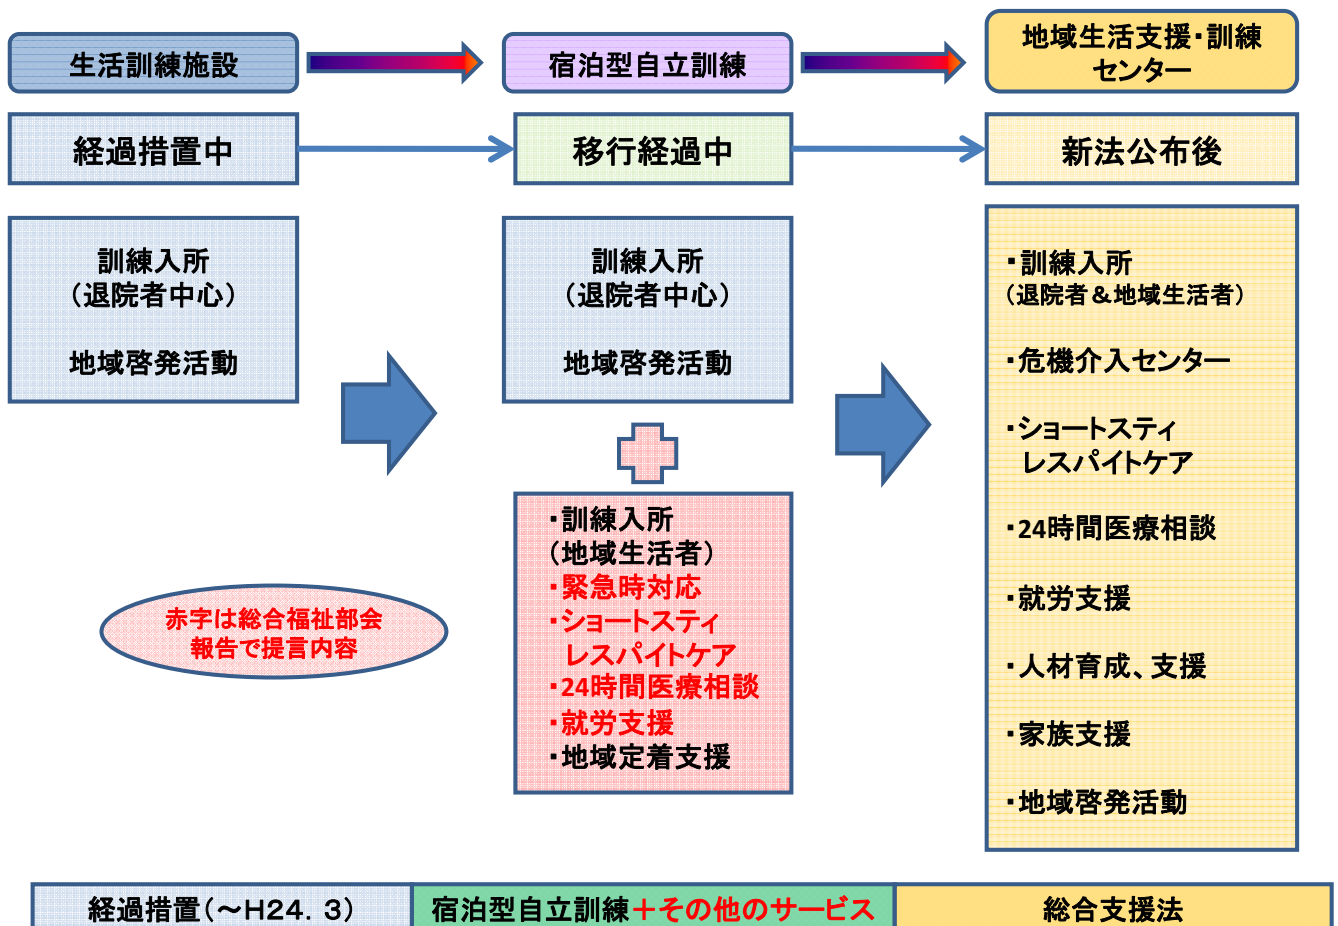 生活訓練施設
宿泊型自立訓練
地域生活支援・訓練
センター
経過措置中
移行経過中
新法公布後
訓練入所
（退院者中心）
地域啓発活動
訓練入所
（退院者中心）
地域啓発活動
・訓練入所
（地域生活者）
・緊急時対応
・ショートスティ
レスパイトケア
・24時間医療相談
・就労支援
・地域定着支援
赤字は総合福祉部会
報告で提言内容
・訓練入所
（退院者＆地域生活者）
・危機介入センター
・ショートスティ
レスパイトケア
・24時間医療相談
・就労支援
・人材育成、支援
・家族支援
・地域啓発活動
経過措置（～H24．3）
宿泊型自立訓練＋その他のサービス
総合支援法